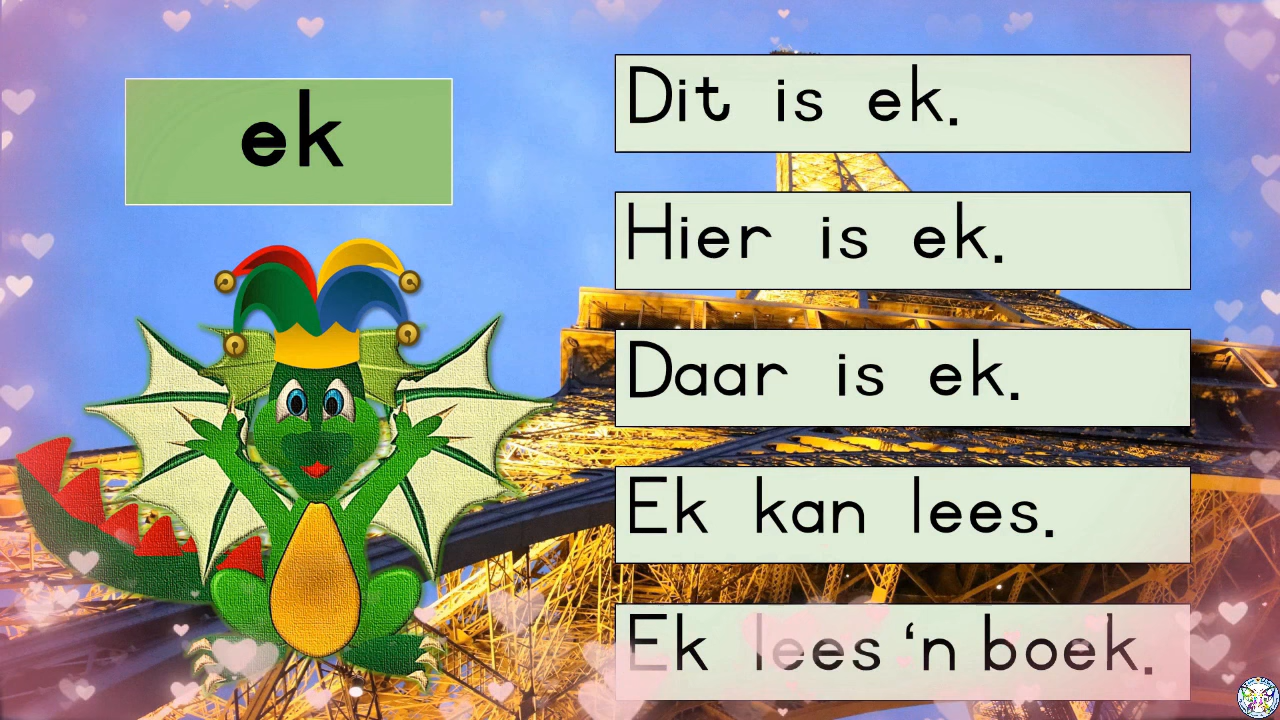 ek
Dit is ek.
Hier is ek.
Daar is ek.
Ek kan lees.
Ek lees ‘n boek.